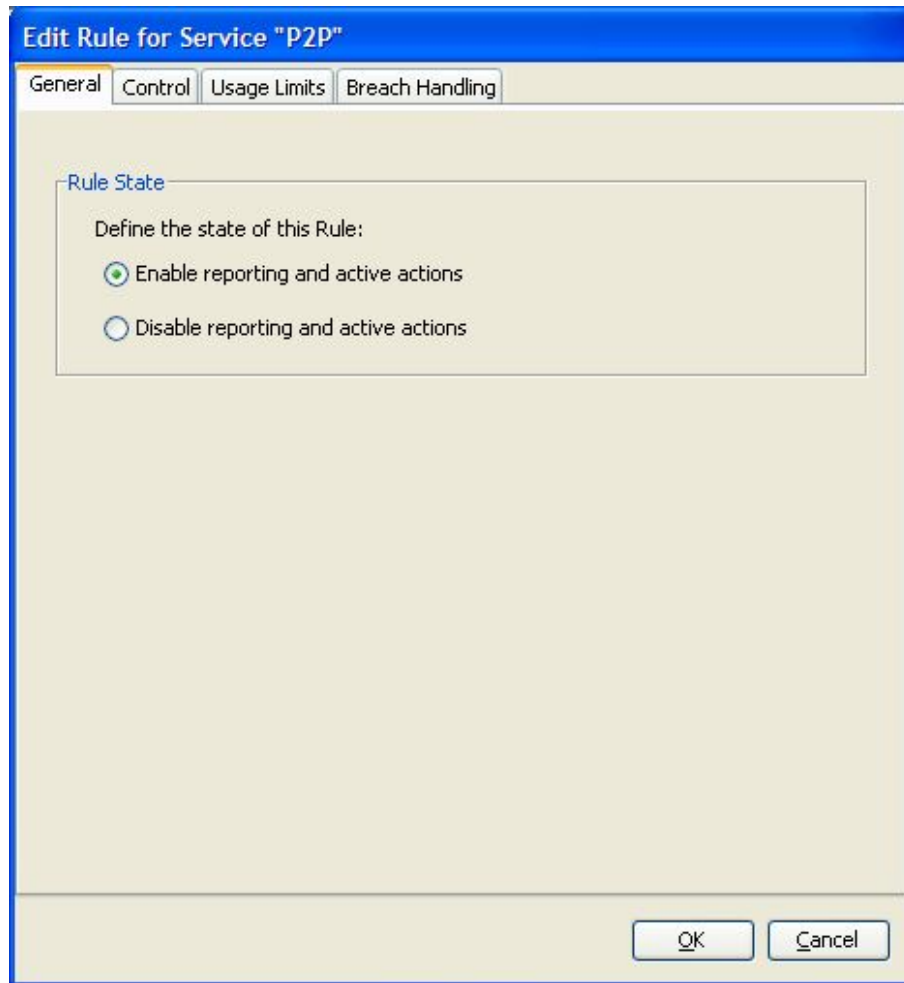 Edit Rule for Service "P2P"
General Control Usage Limits Breach Handling
Rule State
Define the state of this Rule:
Enable reporting and active actions
Disable reporting and active actions
OK Cancel